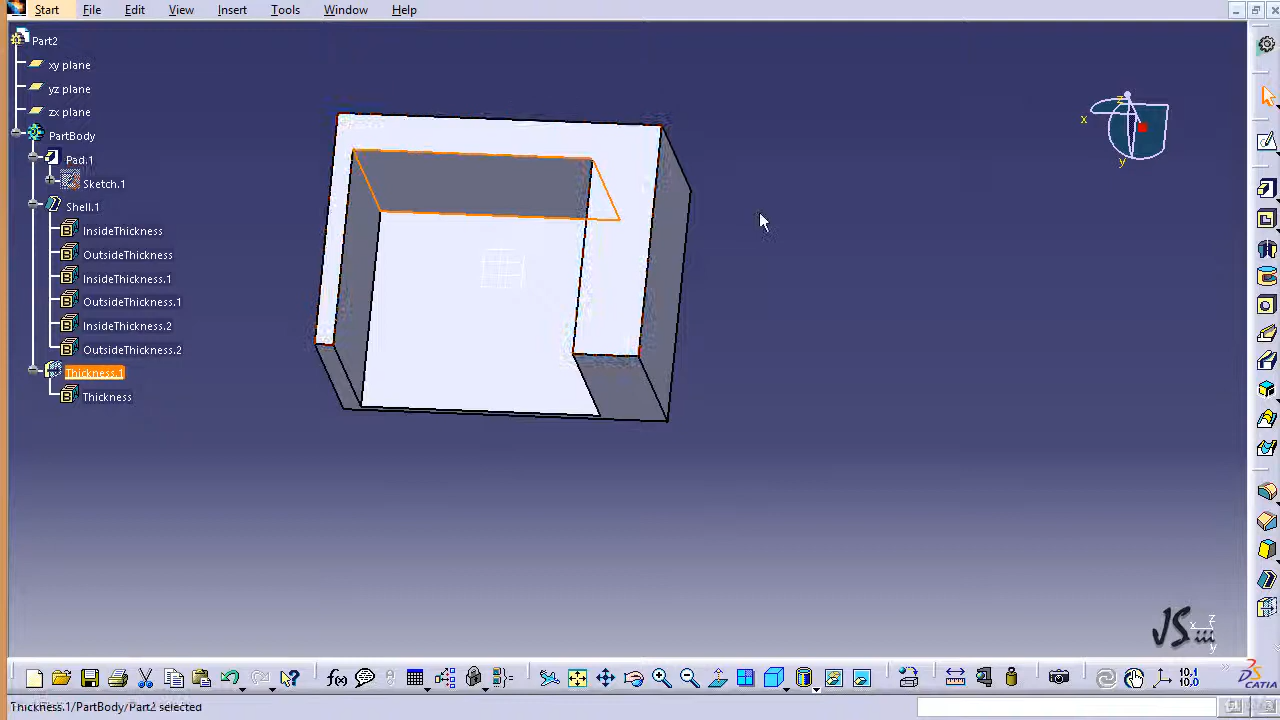 Start File Edit View Insert Tools Window Help
Part2
xy plane
yz plane
zx plane
PartBody
Pad.1
Sketch.1
Shell.1
InsideThickness
OutsideThickness
InsideThickness.1
OutsideThickness.1
InsideThickness.2
OutsideThickness.2
Thickness.1
Thickness
z
x
y
JS
x z
y
f(x)
10.1
10,0
CATIA
Thickness.1/PartBody/Part2 selected